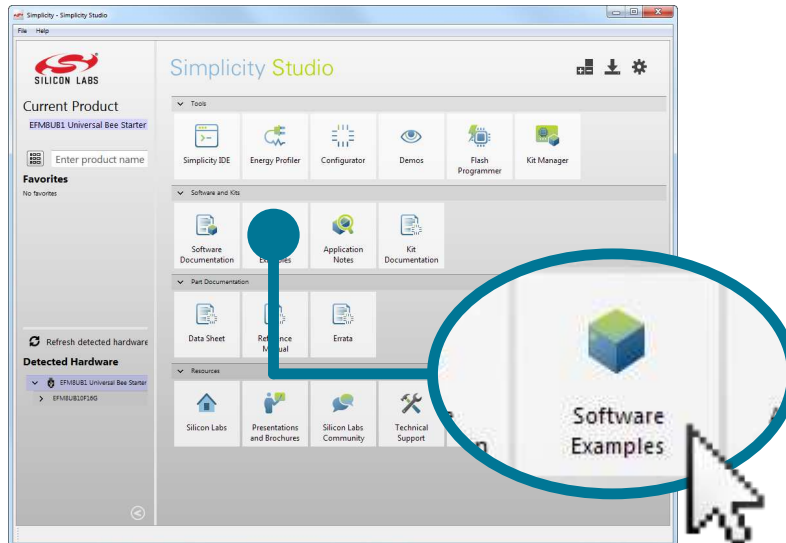 Simplicity - Simplicity Studio
File Help
SILICON LABS
Simplicity Studio
Current Product
EFM8UB1 Universal Bee Starter
Enter product name
Favorites
No favorites
Tools
Simplicity IDE
Energy Profiler
Configurator
Demos
Flash
Programmer
Kit Manager
Software and Kits
Software
Documentation
Examples
Application
Notes
Kit
Documentation
Part Documentation
Data Sheet
Reference
Manual
Errata
Resources
Silicon Labs
Presentations
and Brochures
Silicon Labs
Community
Technical
Support
Refresh detected hardware
Detected Hardware
EFM8UB1 Universal Bee Starter
EFM8UB10F16G
Software
Examples